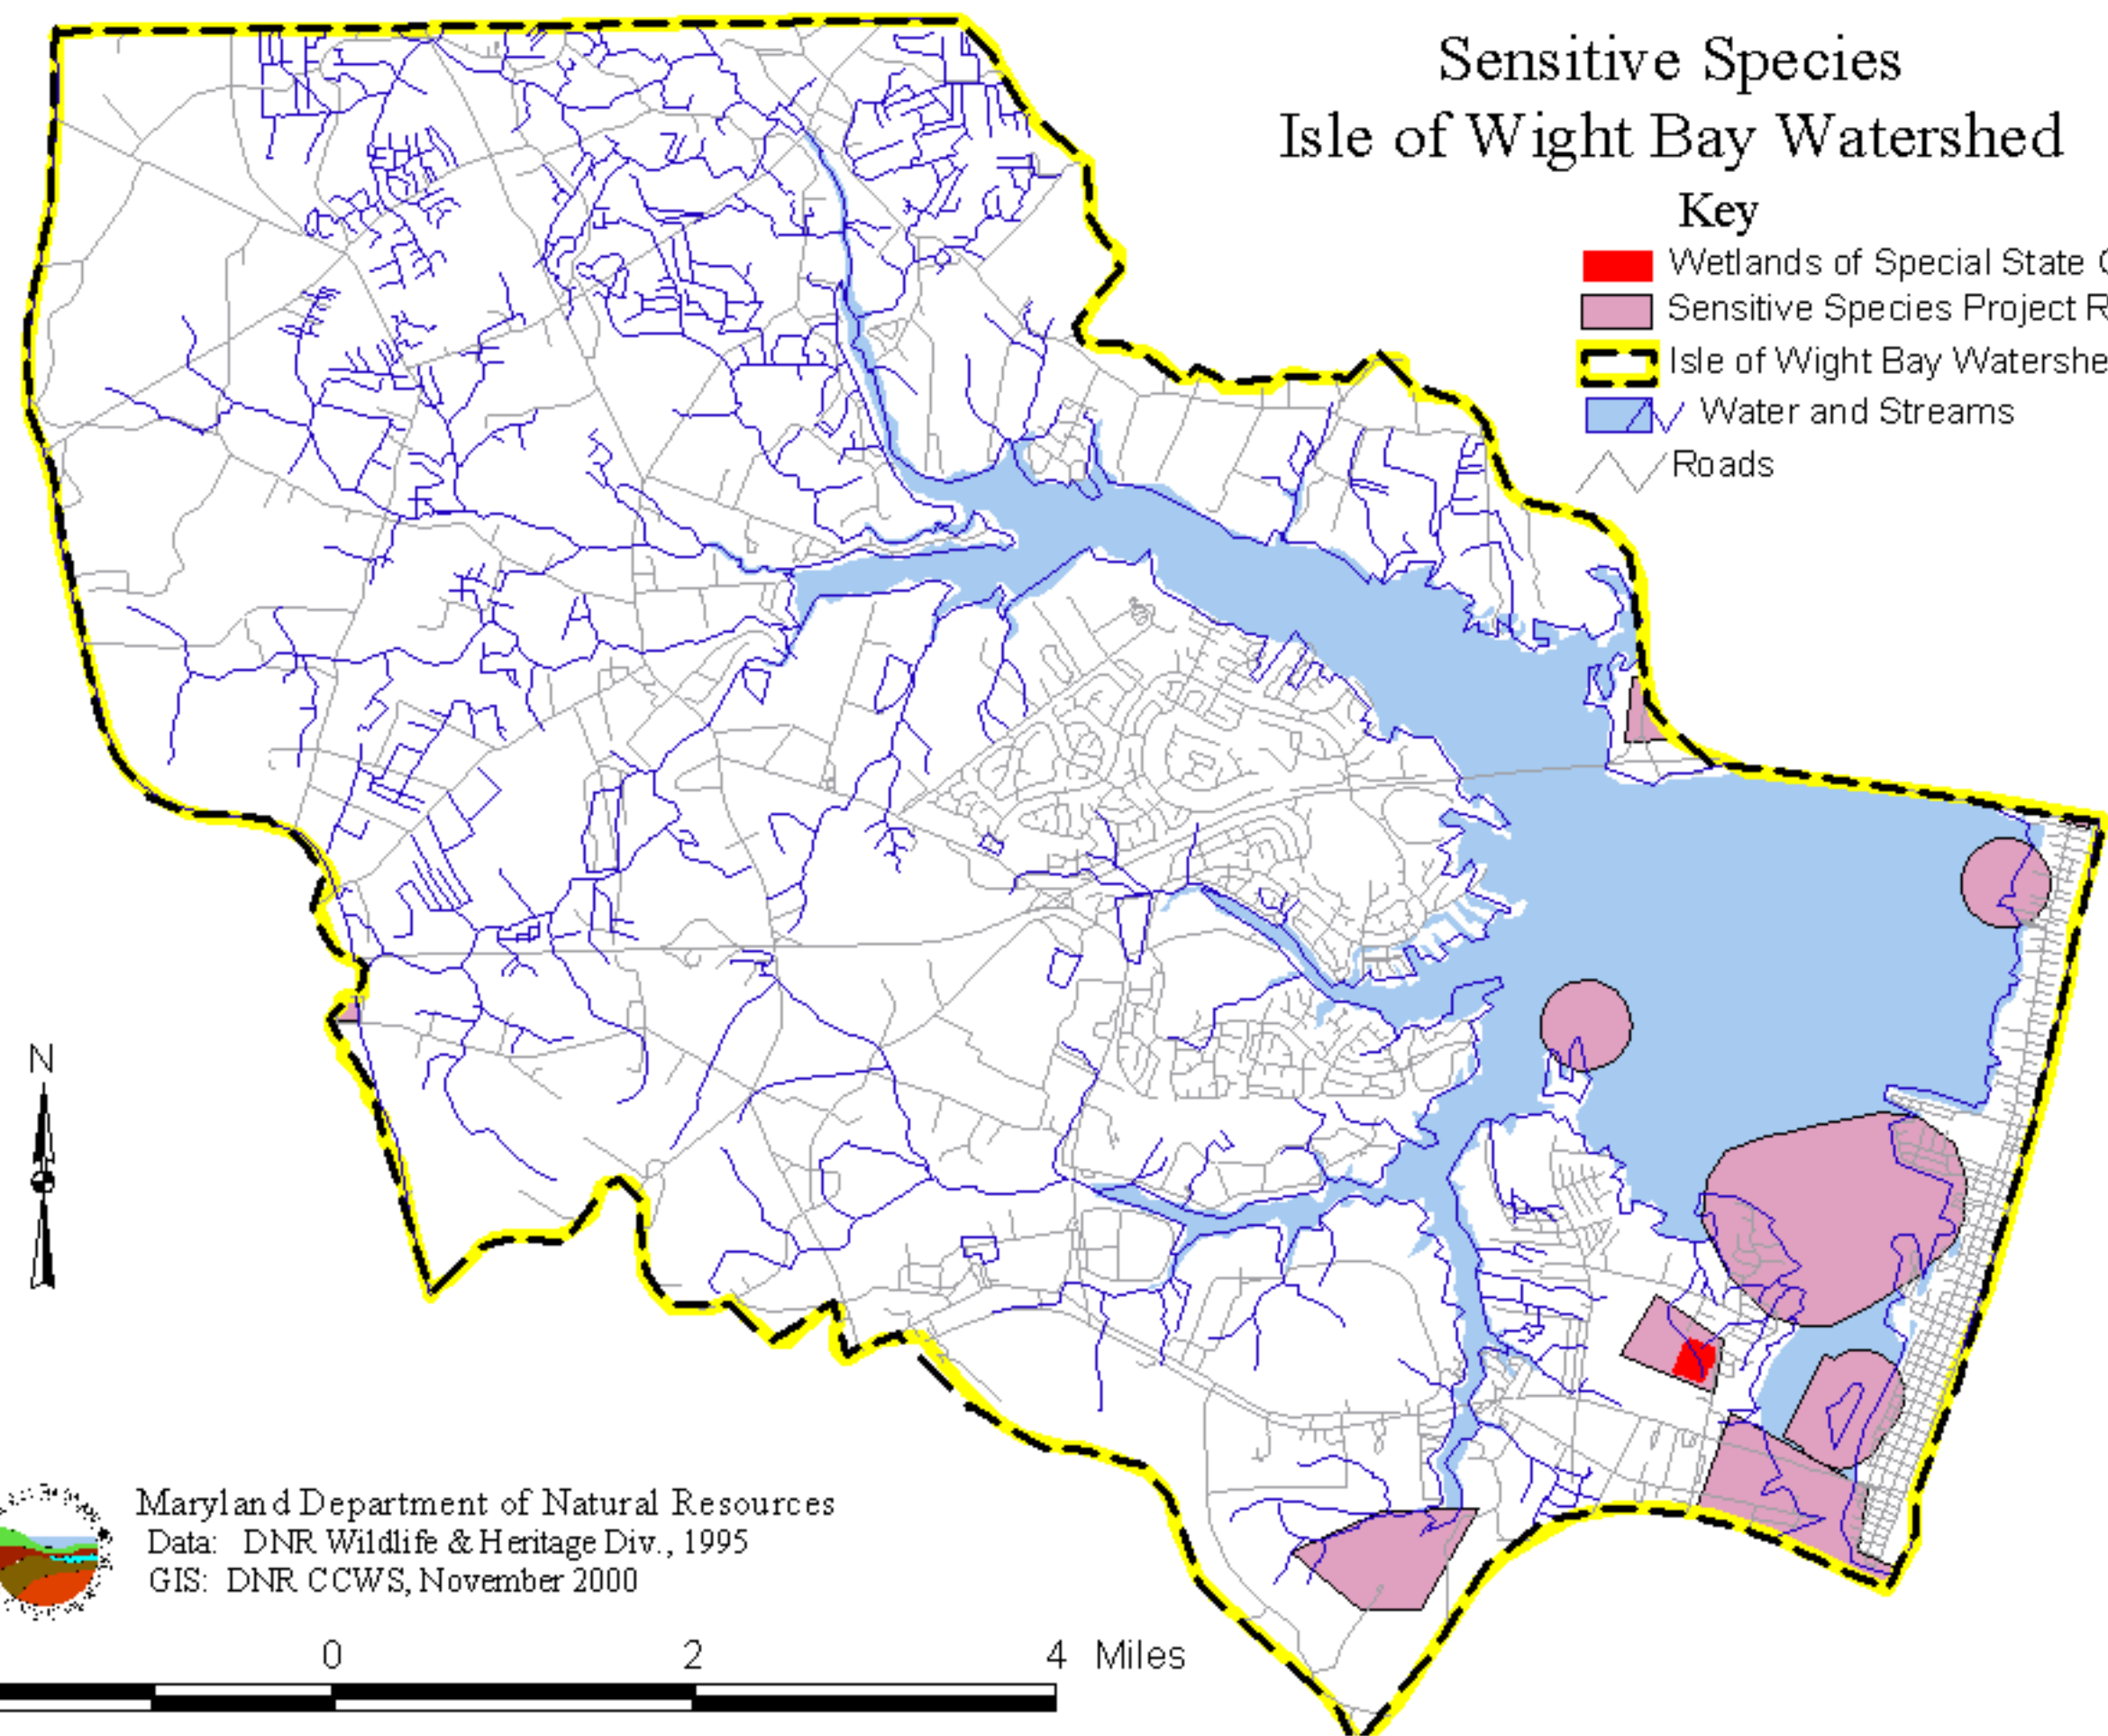 Sensitive Species
Isle of Wight Bay Watershed
Key
Wetlands of Special State
Sensitive Species Project
Isle of Wight Bay Watershe
Water and Streams
Roads
N
Maryland Department of Natural Resources
Data: DNR Wildlife & Heritage Div., 1995
GIS: DNR CCWS, November 2000
0 2 4 Miles